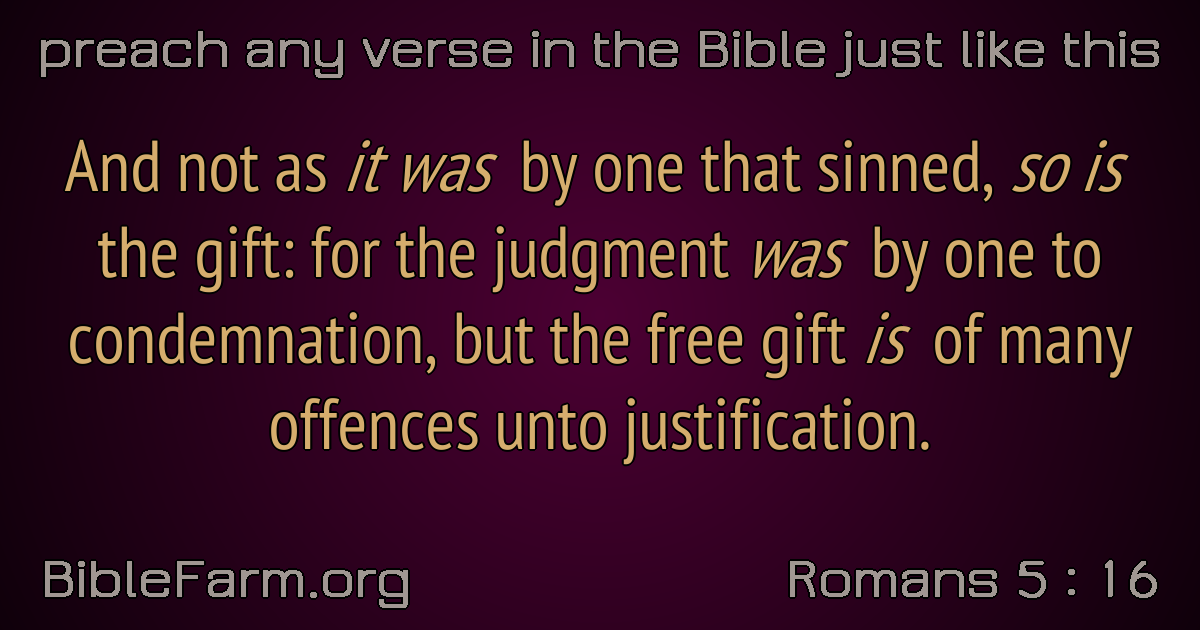 preach any verse in the Bible just like this
And not as it was by one that sinned, so is
the gift: for the judgment was by one to
condemnation, but the free gift is of many
offences unto justification.
BibleFarm.org
Romans 5 : 16